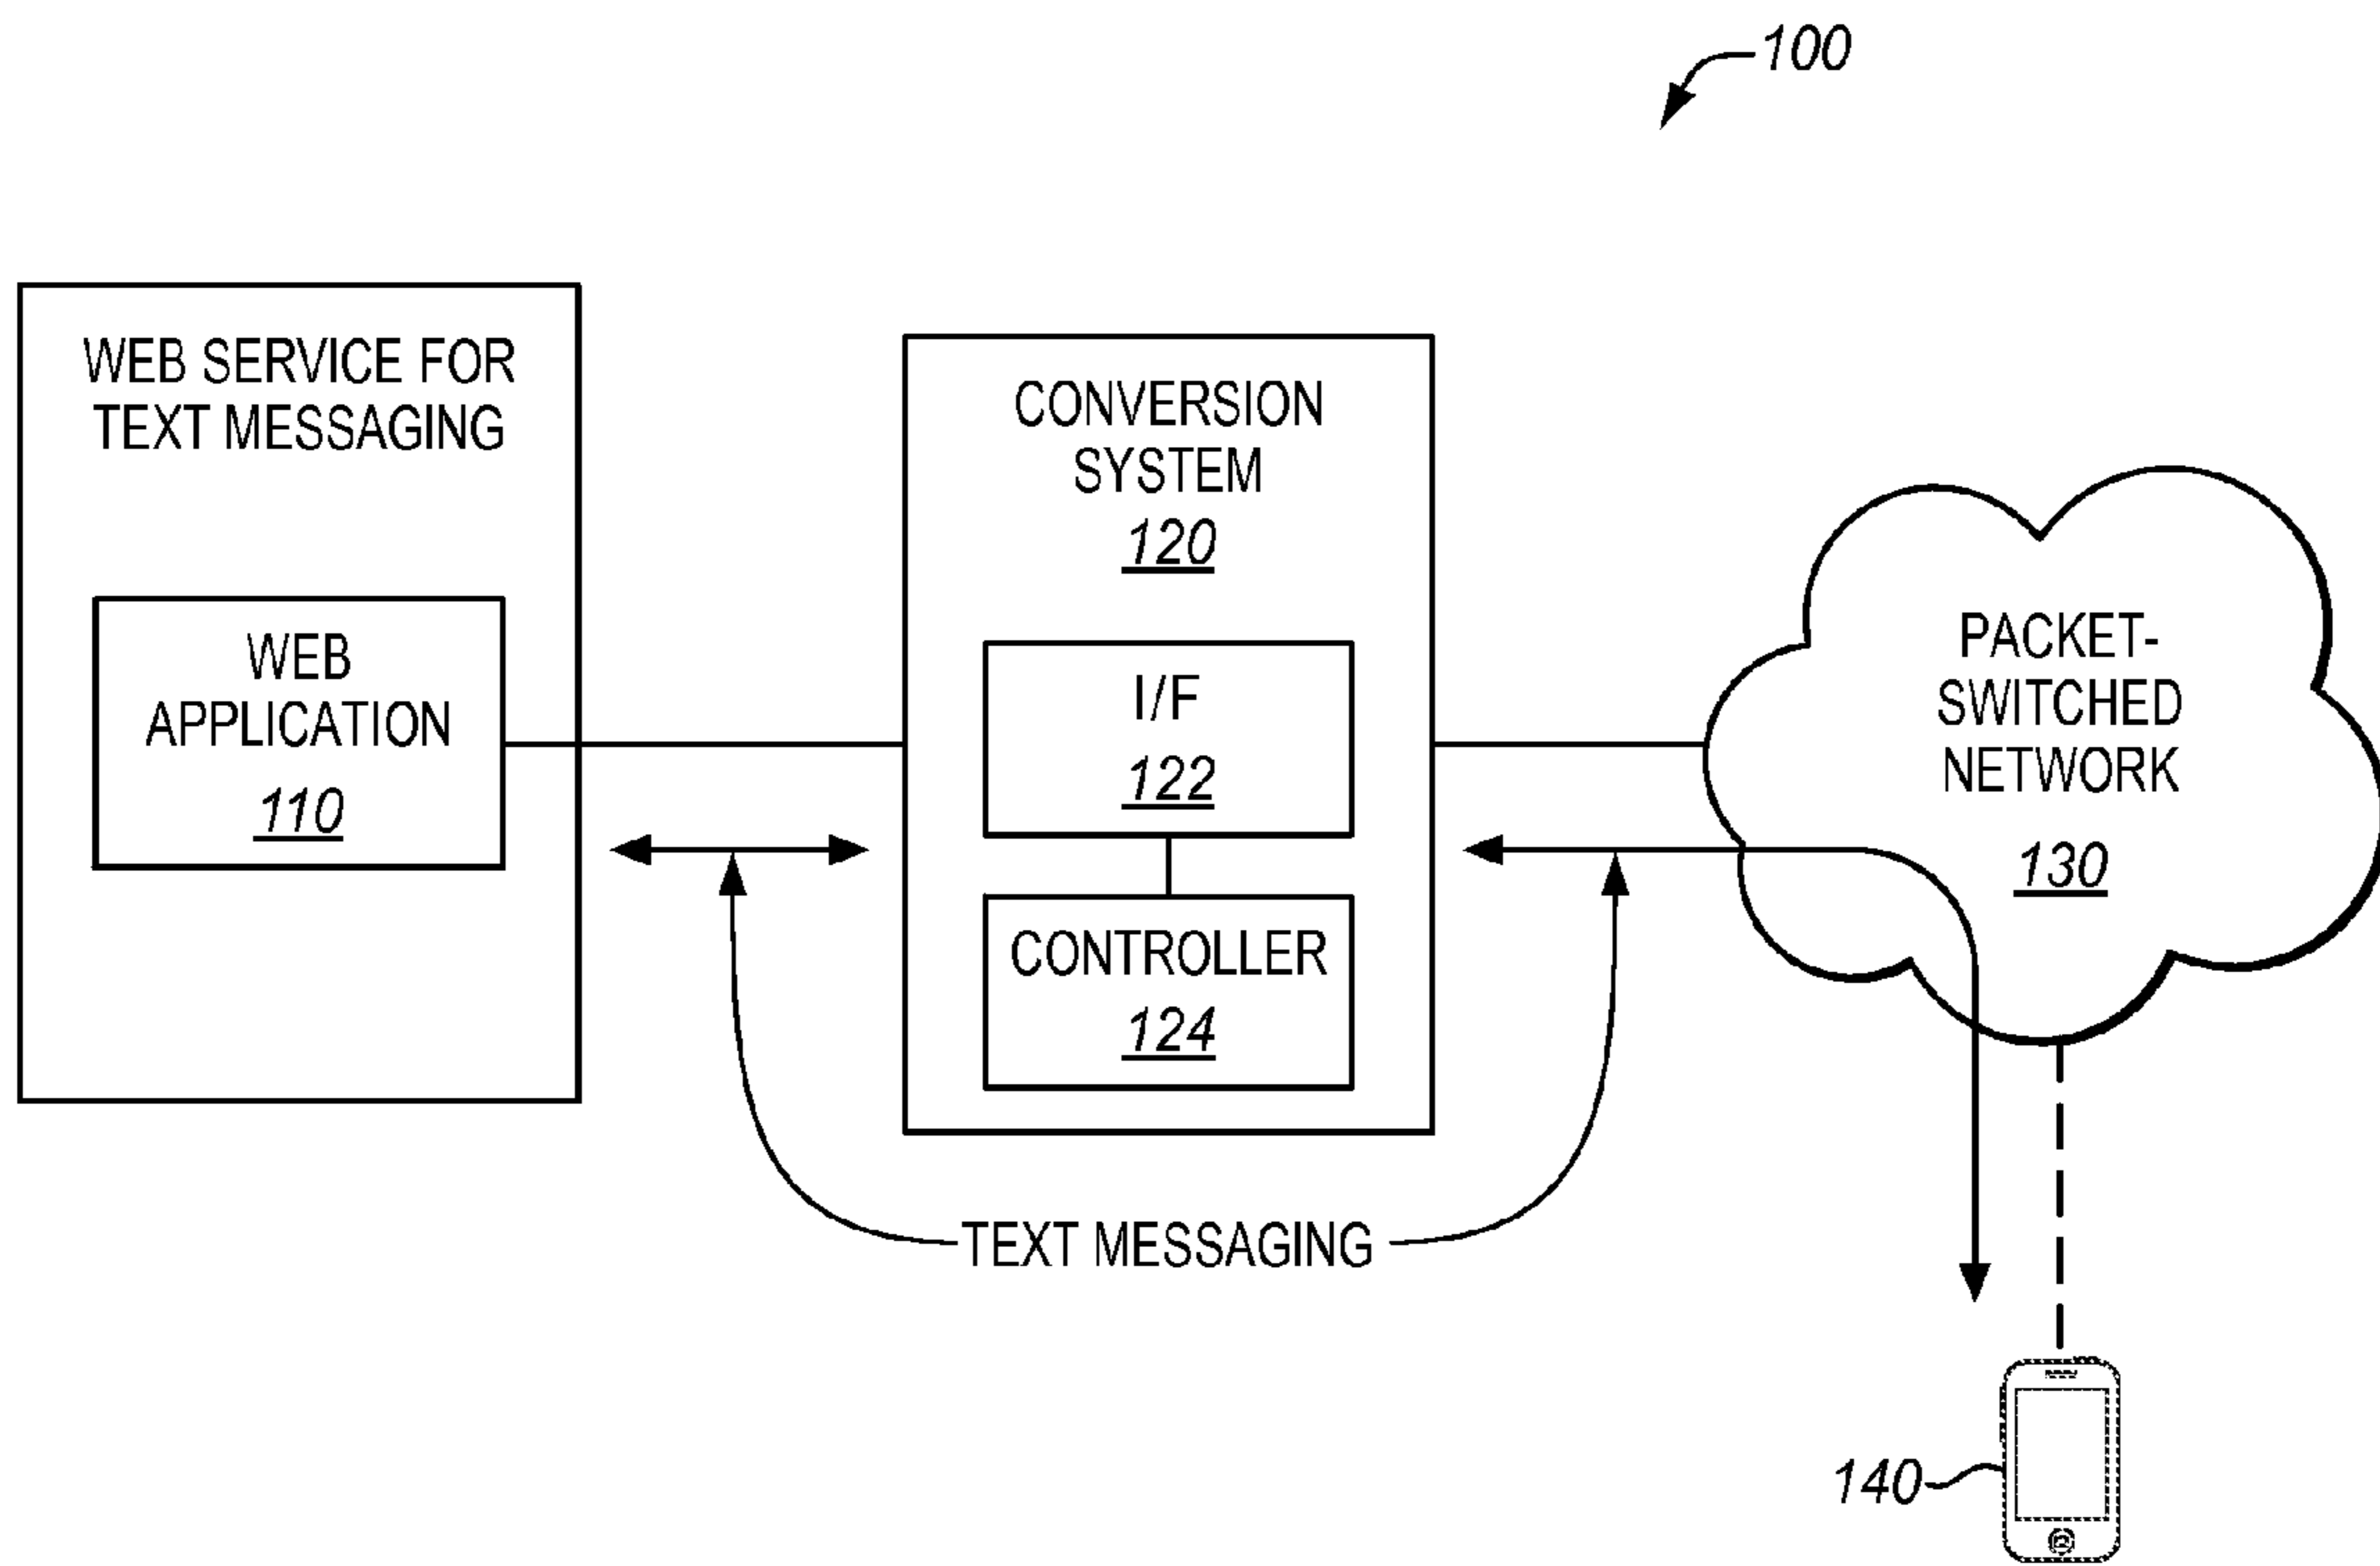 100
WEB SERVICE FOR
TEXT MESSAGING
WEB
APPLICATION
110
CONVERSION
SYSTEM
120
I/F
122
CONTROLLER
124
PACKET-
SWITCHED
NETWORK
130
TEXT MESSAGING
140